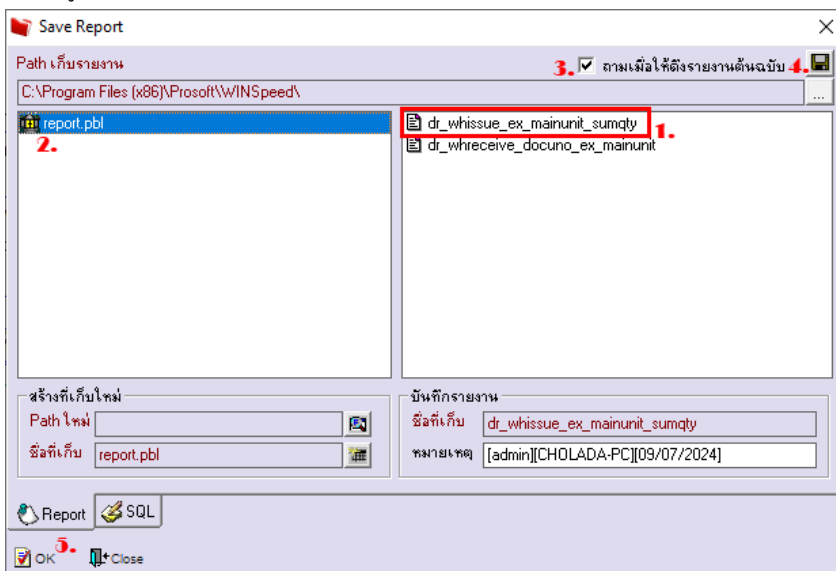 Save Report
Path เก็บรายงาน
3. ถามเมื่อให้ดึงรายงานต้นฉบับ 4.
C:\Program Files (x86)\Prosoft\WINSpeed\
...
report.pbl
2.
dr_whissue_ex_mainunit_sumqty
1.
dr_whreceive_docuno_ex_mainunit
สร้างที่เก็บใหม่
Path ใหม่
ชื่อที่เก็บ report.pbl
บันทึกรายงาน
ชื่อที่เก็บ dr_whissue_ex_mainunit_sumqty
หมายเหตุ [admin][CHOLADA-PC][09/07/2024]
Report SQL
OK 5. Close